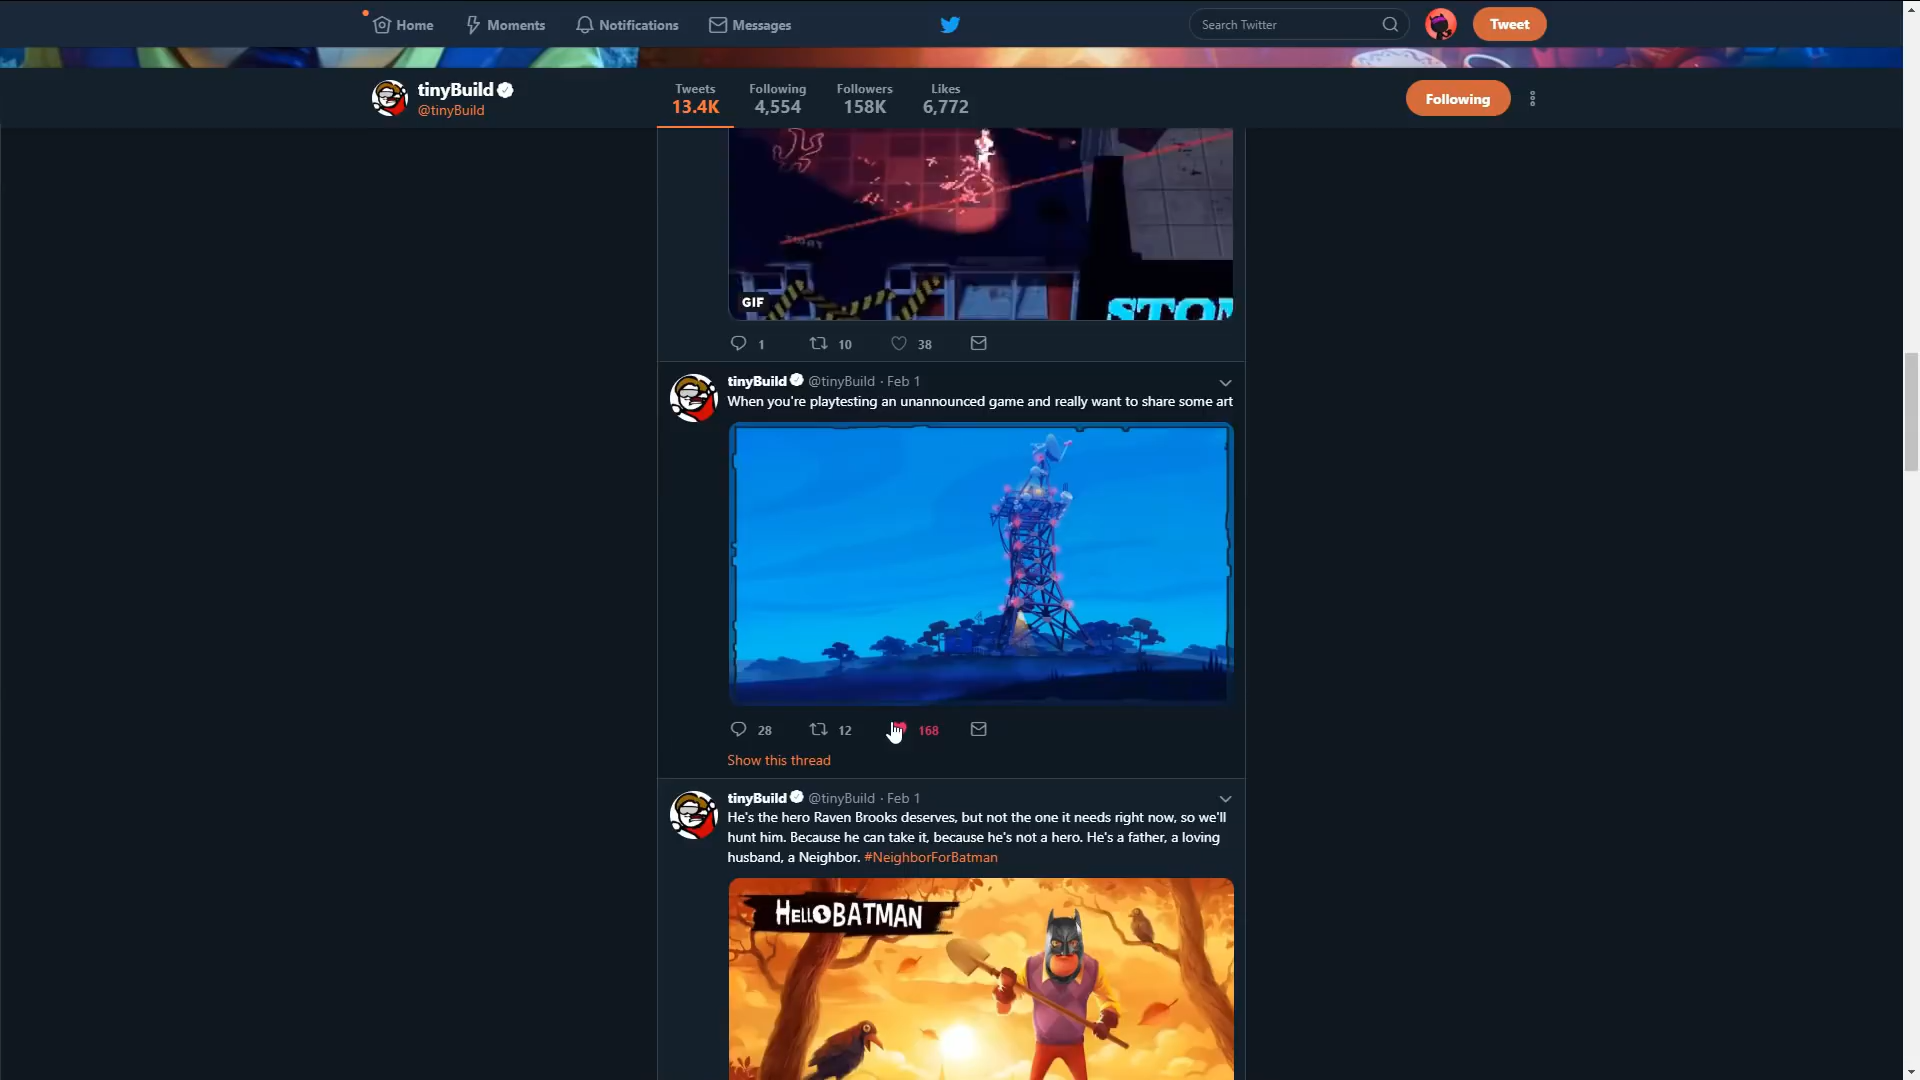 Home
Moments
Notifications
Messages
Search Twitter
Tweet
tinyBuild
@tinyBuild
Tweets
13.4K
Following
4,554
Followers
158K
Likes
6,772
Following
GIF
1
10
38
tinyBuild @tinyBuild · Feb 1
When you're playtesting an unannounced game and really want to share some art
28
12
168
Show this thread
tinyBuild @tinyBuild · Feb 1
He's the hero Raven Brooks deserves, but not the one it needs right now, so we'll
hunt him. Because he can take it, because he's not a hero. He's a father, a loving
husband, a Neighbor. #NeighborForBatman
HELLO BATMAN